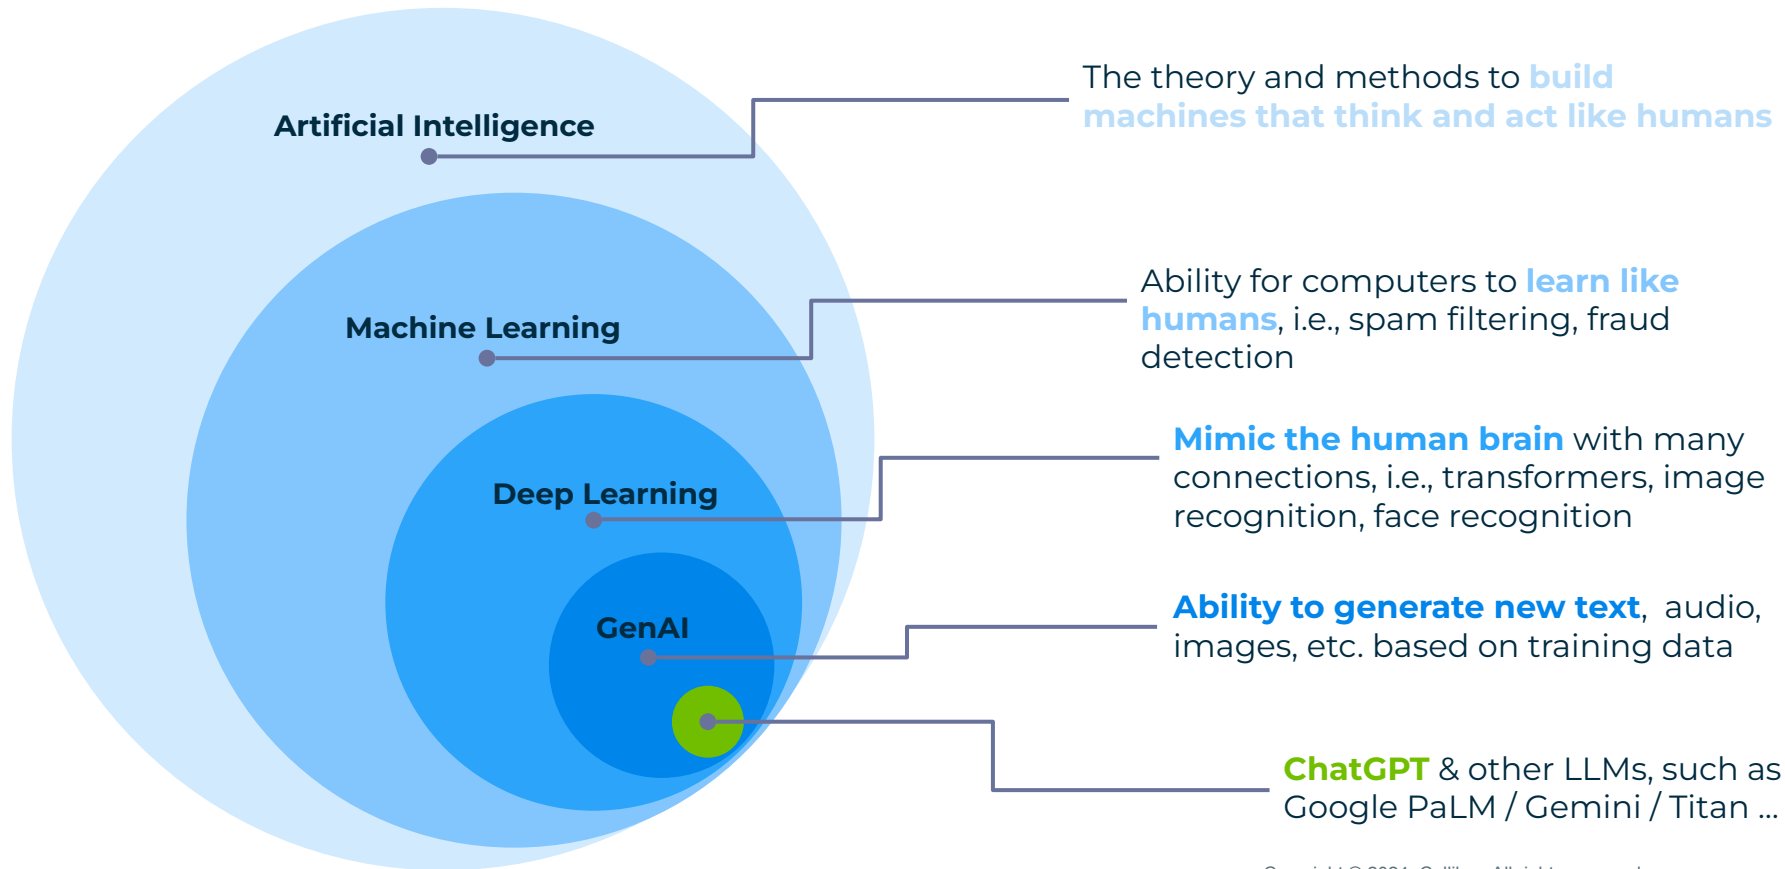 Artificial Intelligence
The theory and methods to build
machines that think and act like humans
Machine Learning
Ability for computers to learn like
humans, i.e., spam filtering, fraud
detection
Deep Learning
Mimic the human brain with many
connections, i.e., transformers, image
recognition, face recognition
GenAI
Ability to generate new text, audio,
images, etc. based on training data
ChatGPT & other LLMs, such as
Google PaLM / Gemini / Titan ...